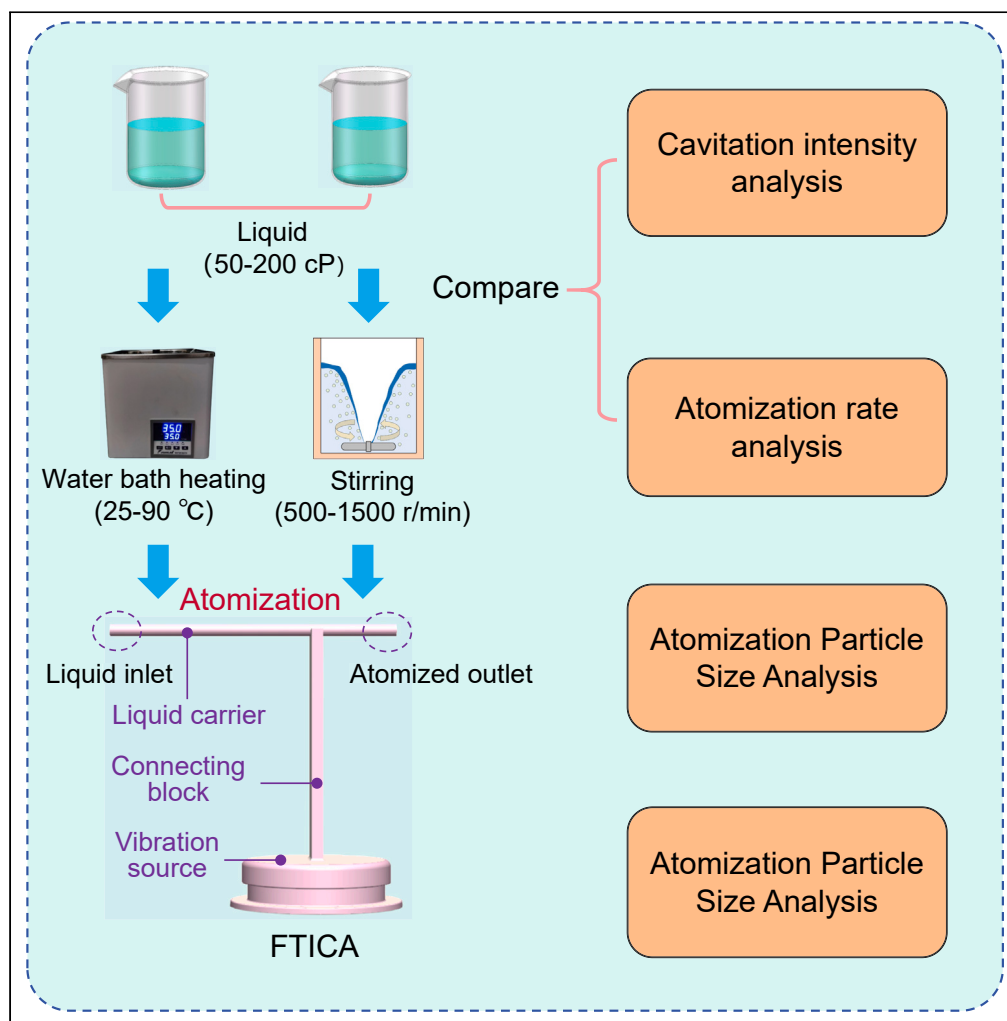 Liquid
(50-200 cP)
Water bath heating
(25-90 ℃)
Stirring
(500-1500 r/min)
35.0
35.0
Atomization
Liquid inlet
Atomized outlet
Liquid carrier
Connecting
block
Vibration
source
FTICA
Compare
Cavitation intensity
analysis
Atomization rate
analysis
Atomization Particle
Size Analysis
Atomization Particle
Size Analysis